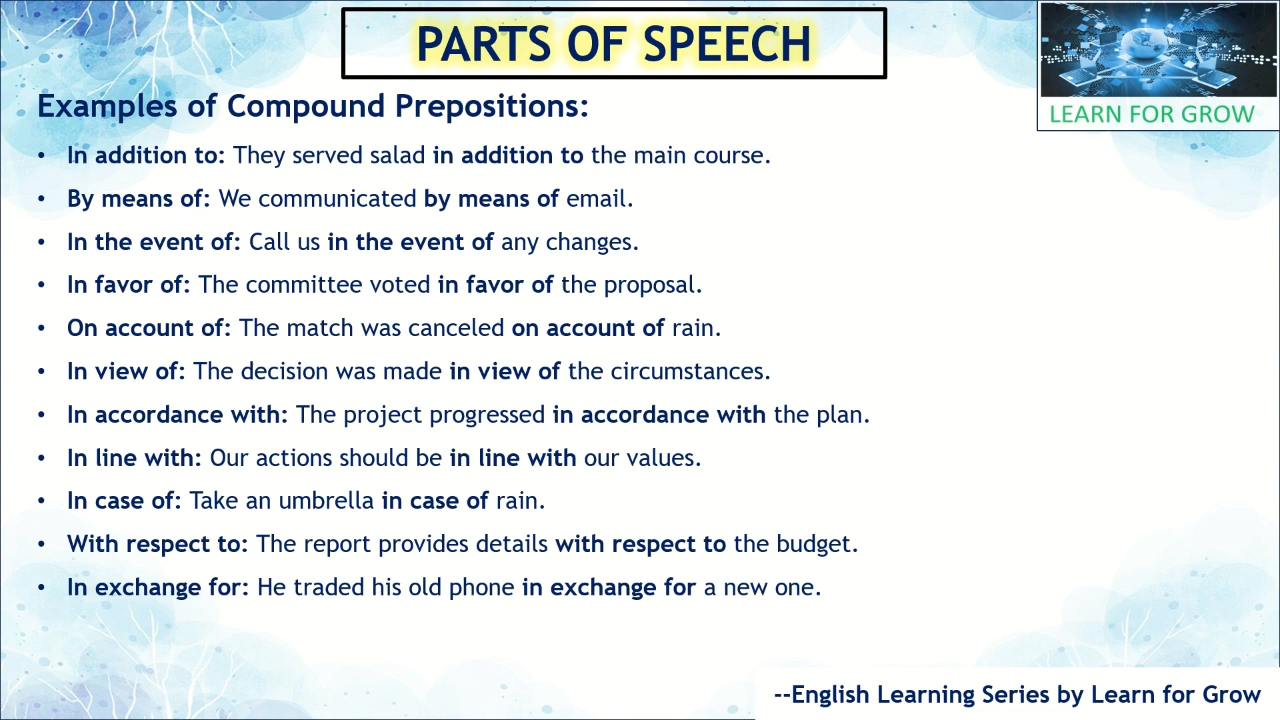 PARTS OF SPEECH
LEARN FOR GROW
Examples of Compound Prepositions:
• In addition to: They served salad in addition to the main course.
• By means of: We communicated by means of email.
• In the event of: Call us in the event of any changes.
• In favor of: The committee voted in favor of the proposal.
• On account of: The match was canceled on account of rain.
• In view of: The decision was made in view of the circumstances.
• In accordance with: The project progressed in accordance with the plan.
• In line with: Our actions should be in line with our values.
• In case of: Take an umbrella in case of rain.
• With respect to: The report provides details with respect to the budget.
• In exchange for: He traded his old phone in exchange for a new one.
--English Learning Series by Learn for Grow